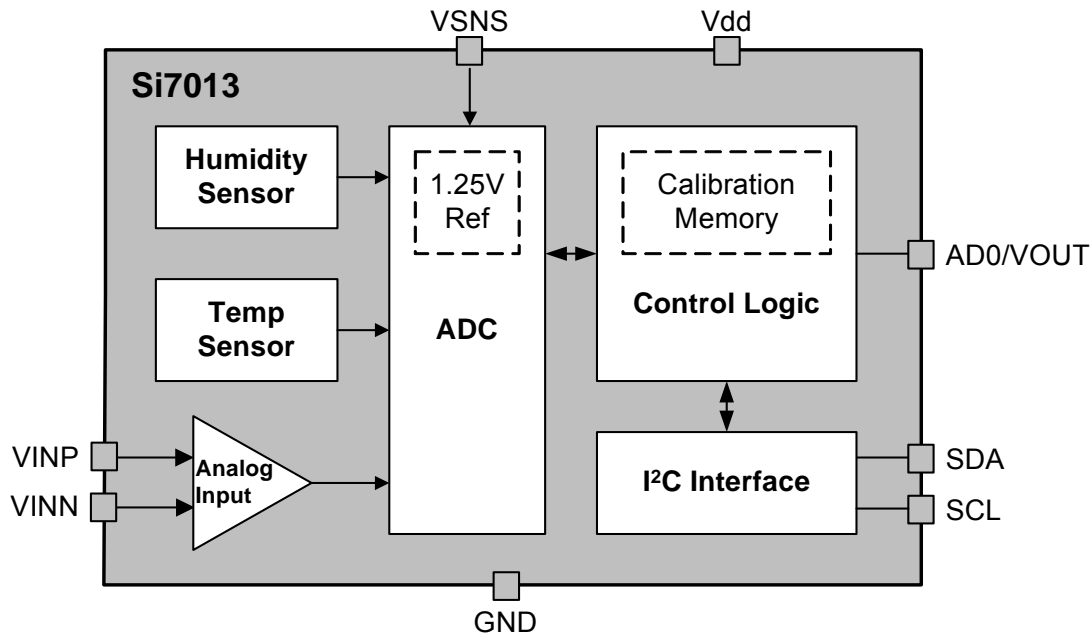 VSNS
Vdd
Si7013
Humidity
Sensor
1.25V
Ref
Calibration
Memory
AD0/VOUT
Temp
Sensor
ADC
Control Logic
VINP
VINN
Analog
Input
I²C Interface
SDA
SCL
GND